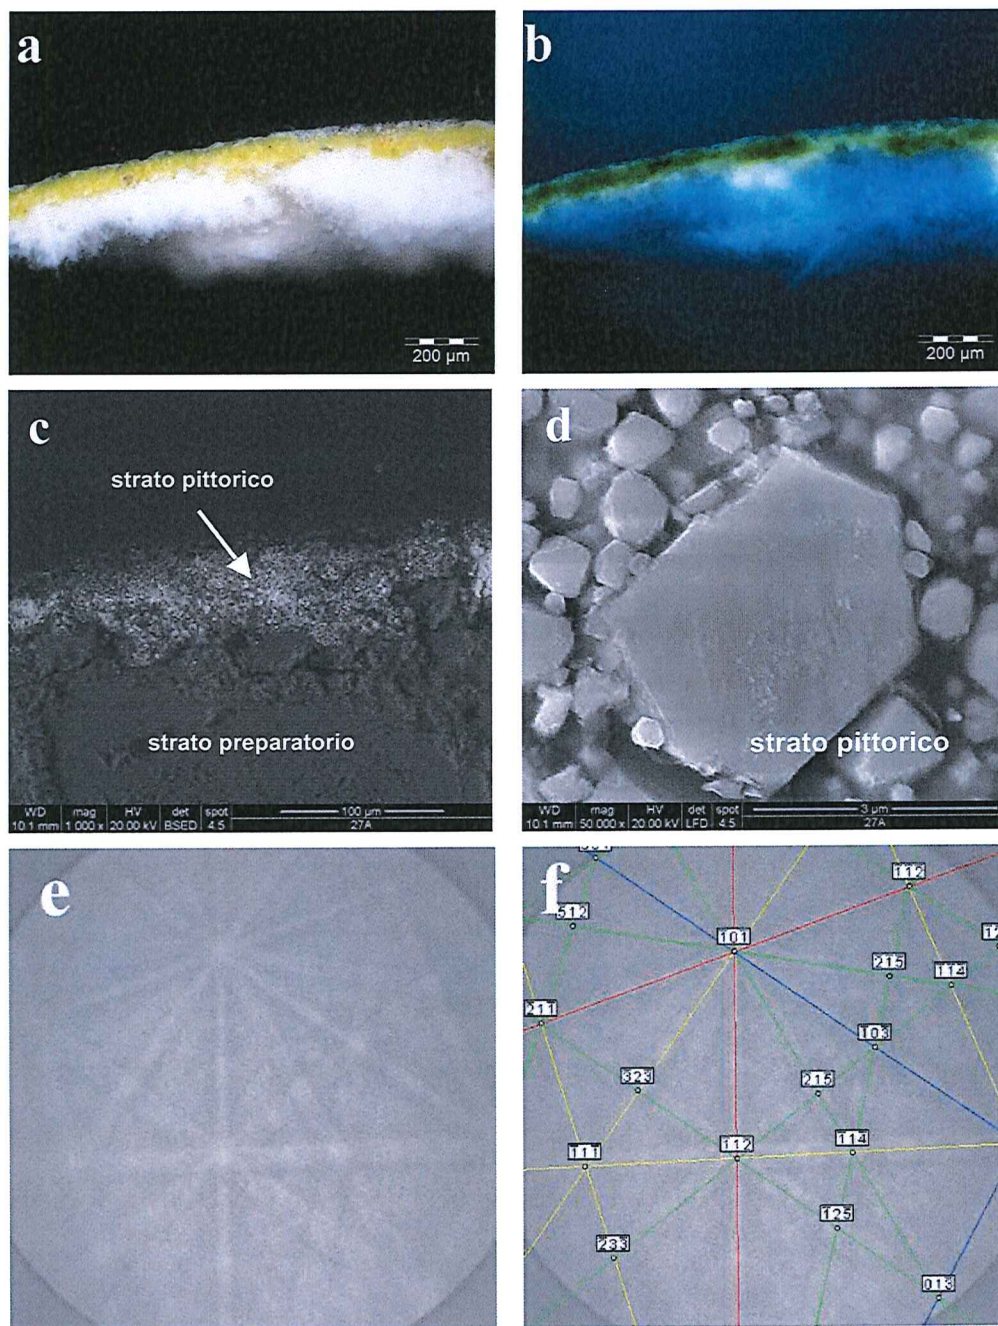 a
b
200 µm
200 µm
c
strato pittorico
strato preparatorio
WD mag HV det spot 100 µm
10.1 mm 1 000 x 20.00 kV BSED 4.5 27A
d
strato pittorico
WD mag HV det spot 3 µm
10.1 mm 50 000 x 20.00 kV LFD 4.5 27A
e
f
112
512
101
215
114
211
103
323
215
111
112
114
125
233
013